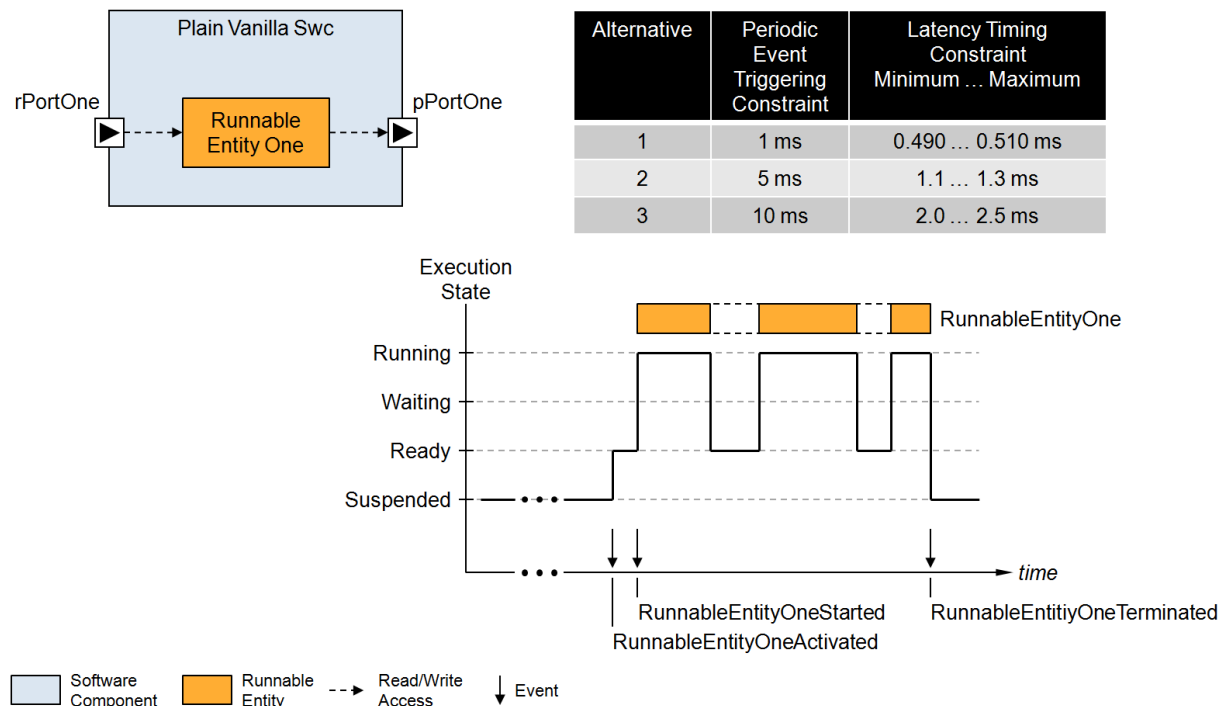 Plain Vanilla Swc
rPortOne
pPortOne
Runnable
Entity One
Alternative
Periodic
Event
Triggering
Constraint
Latency Timing
Constraint
Minimum … Maximum
1
1 ms
0.490 … 0.510 ms
2
5 ms
1.1 … 1.3 ms
3
10 ms
2.0 … 2.5 ms
Execution
State
RunnableEntityOne
Running
Waiting
Ready
Suspended
time
RunnableEntityOneStarted
RunnableEntitiyOneTerminated
RunnableEntityOneActivated
Software
Component
Runnable
Entity
Read/Write
Access
Event